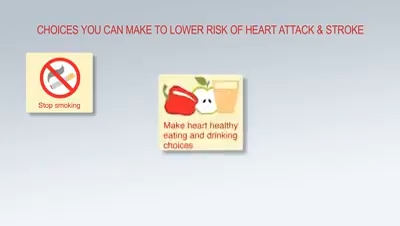 CHOICES YOU CAN MAKE TO LOWER RISK OF HEART ATTACK & STROKE
Stop smoking
Make heart healthy
eating and drinking
choices